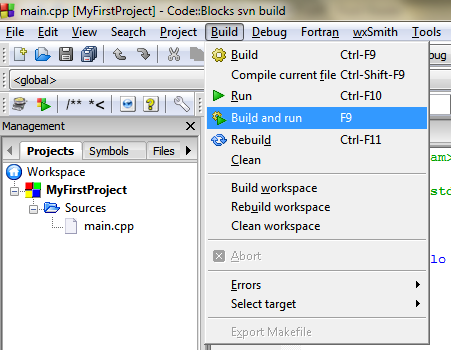 main.cpp [MyFirstProject] - Code::Blocks svn build
File Edit View Search Project Build Debug Fortran wxSmith Tools
Build Ctrl-F9
<global>
Compile current file Ctrl-Shift-F9
Run Ctrl-F10
/** *<
Build and run F9
Management
Rebuild Ctrl-F11
Projects Symbols Files
Clean
Workspace
Build workspace
MyFirstProject
Rebuild workspace
Sources
Clean workspace
main.cpp
Abort
Errors
Select target
Export Makefile